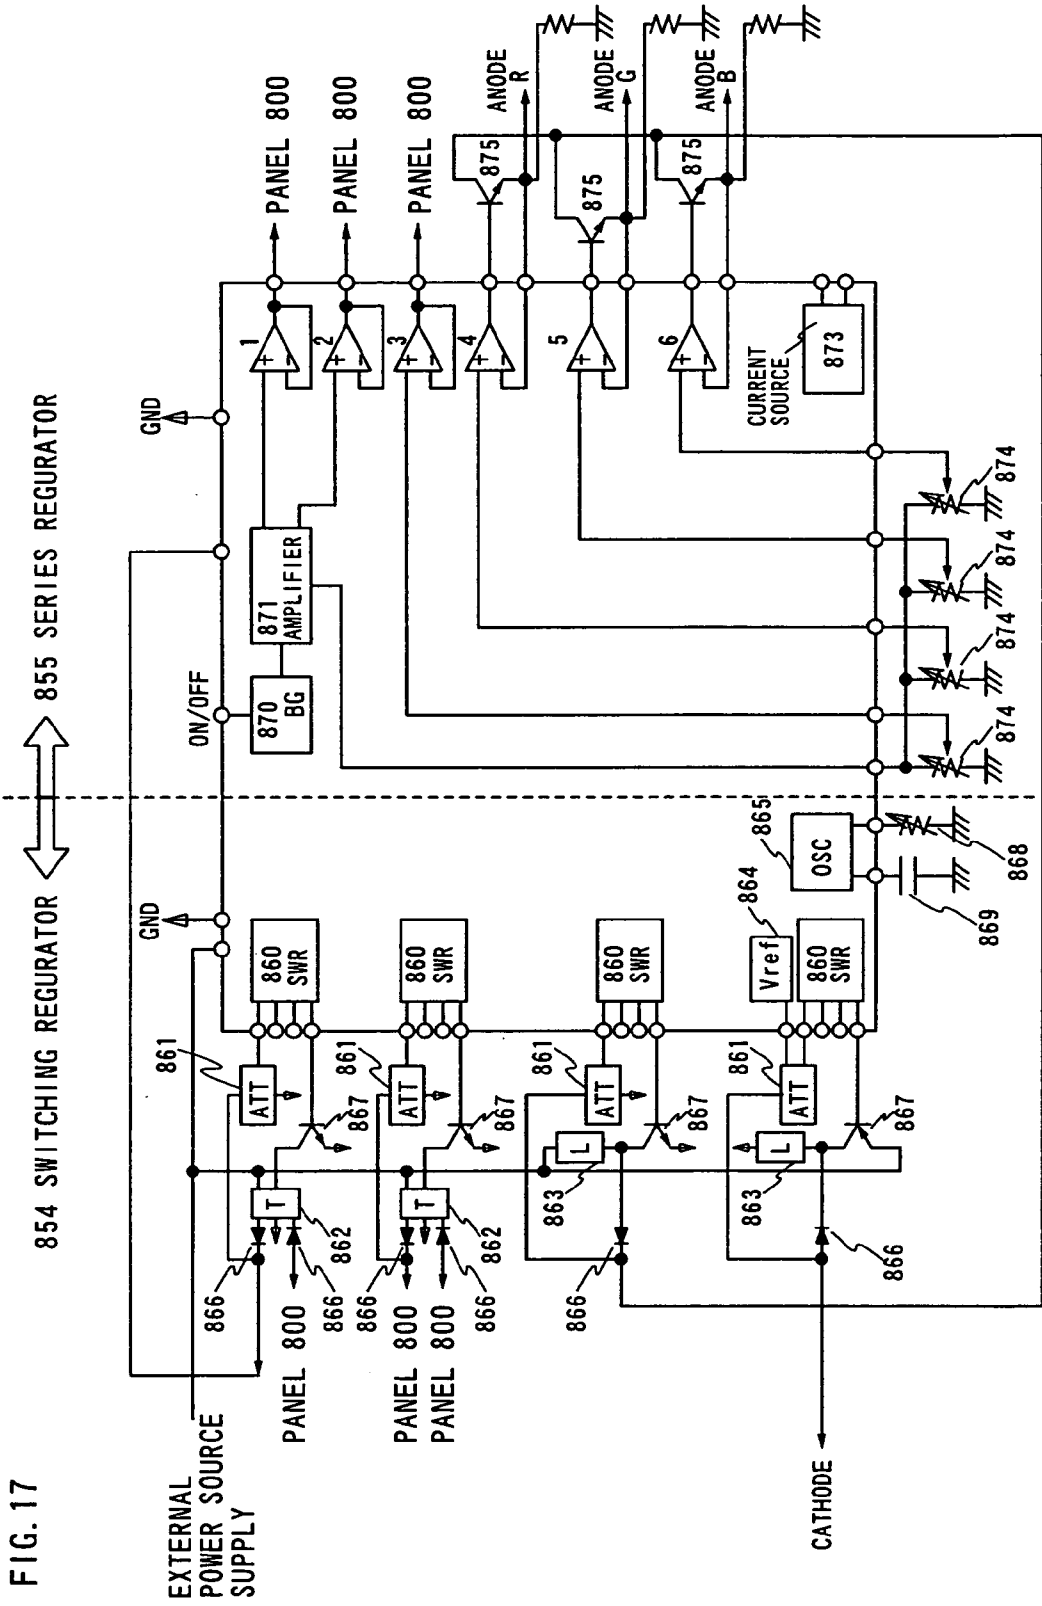 FIG. 17
854 SWITCHING REGURATOR
855 SERIES REGURATOR
EXTERNAL
POWER SOURCE
SUPPLY
GND
ON/OFF
GND
861
ATT
860
SWR
867
T
862
866
866
PANEL 800
861
ATT
860
SWR
867
T
862
866
866
PANEL 800
PANEL 800
861
ATT
860
SWR
867
L
863
866
864
Vref
861
ATT
860
SWR
867
L
863
866
CATHODE
865
OSC
869
868
870
BG
871
AMPLIFIER
1
+
-
PANEL 800
2
+
-
PANEL 800
3
+
-
PANEL 800
4
+
-
875
ANODE
R
5
+
-
875
ANODE
G
6
+
-
875
ANODE
B
CURRENT
SOURCE
873
874
874
874
874